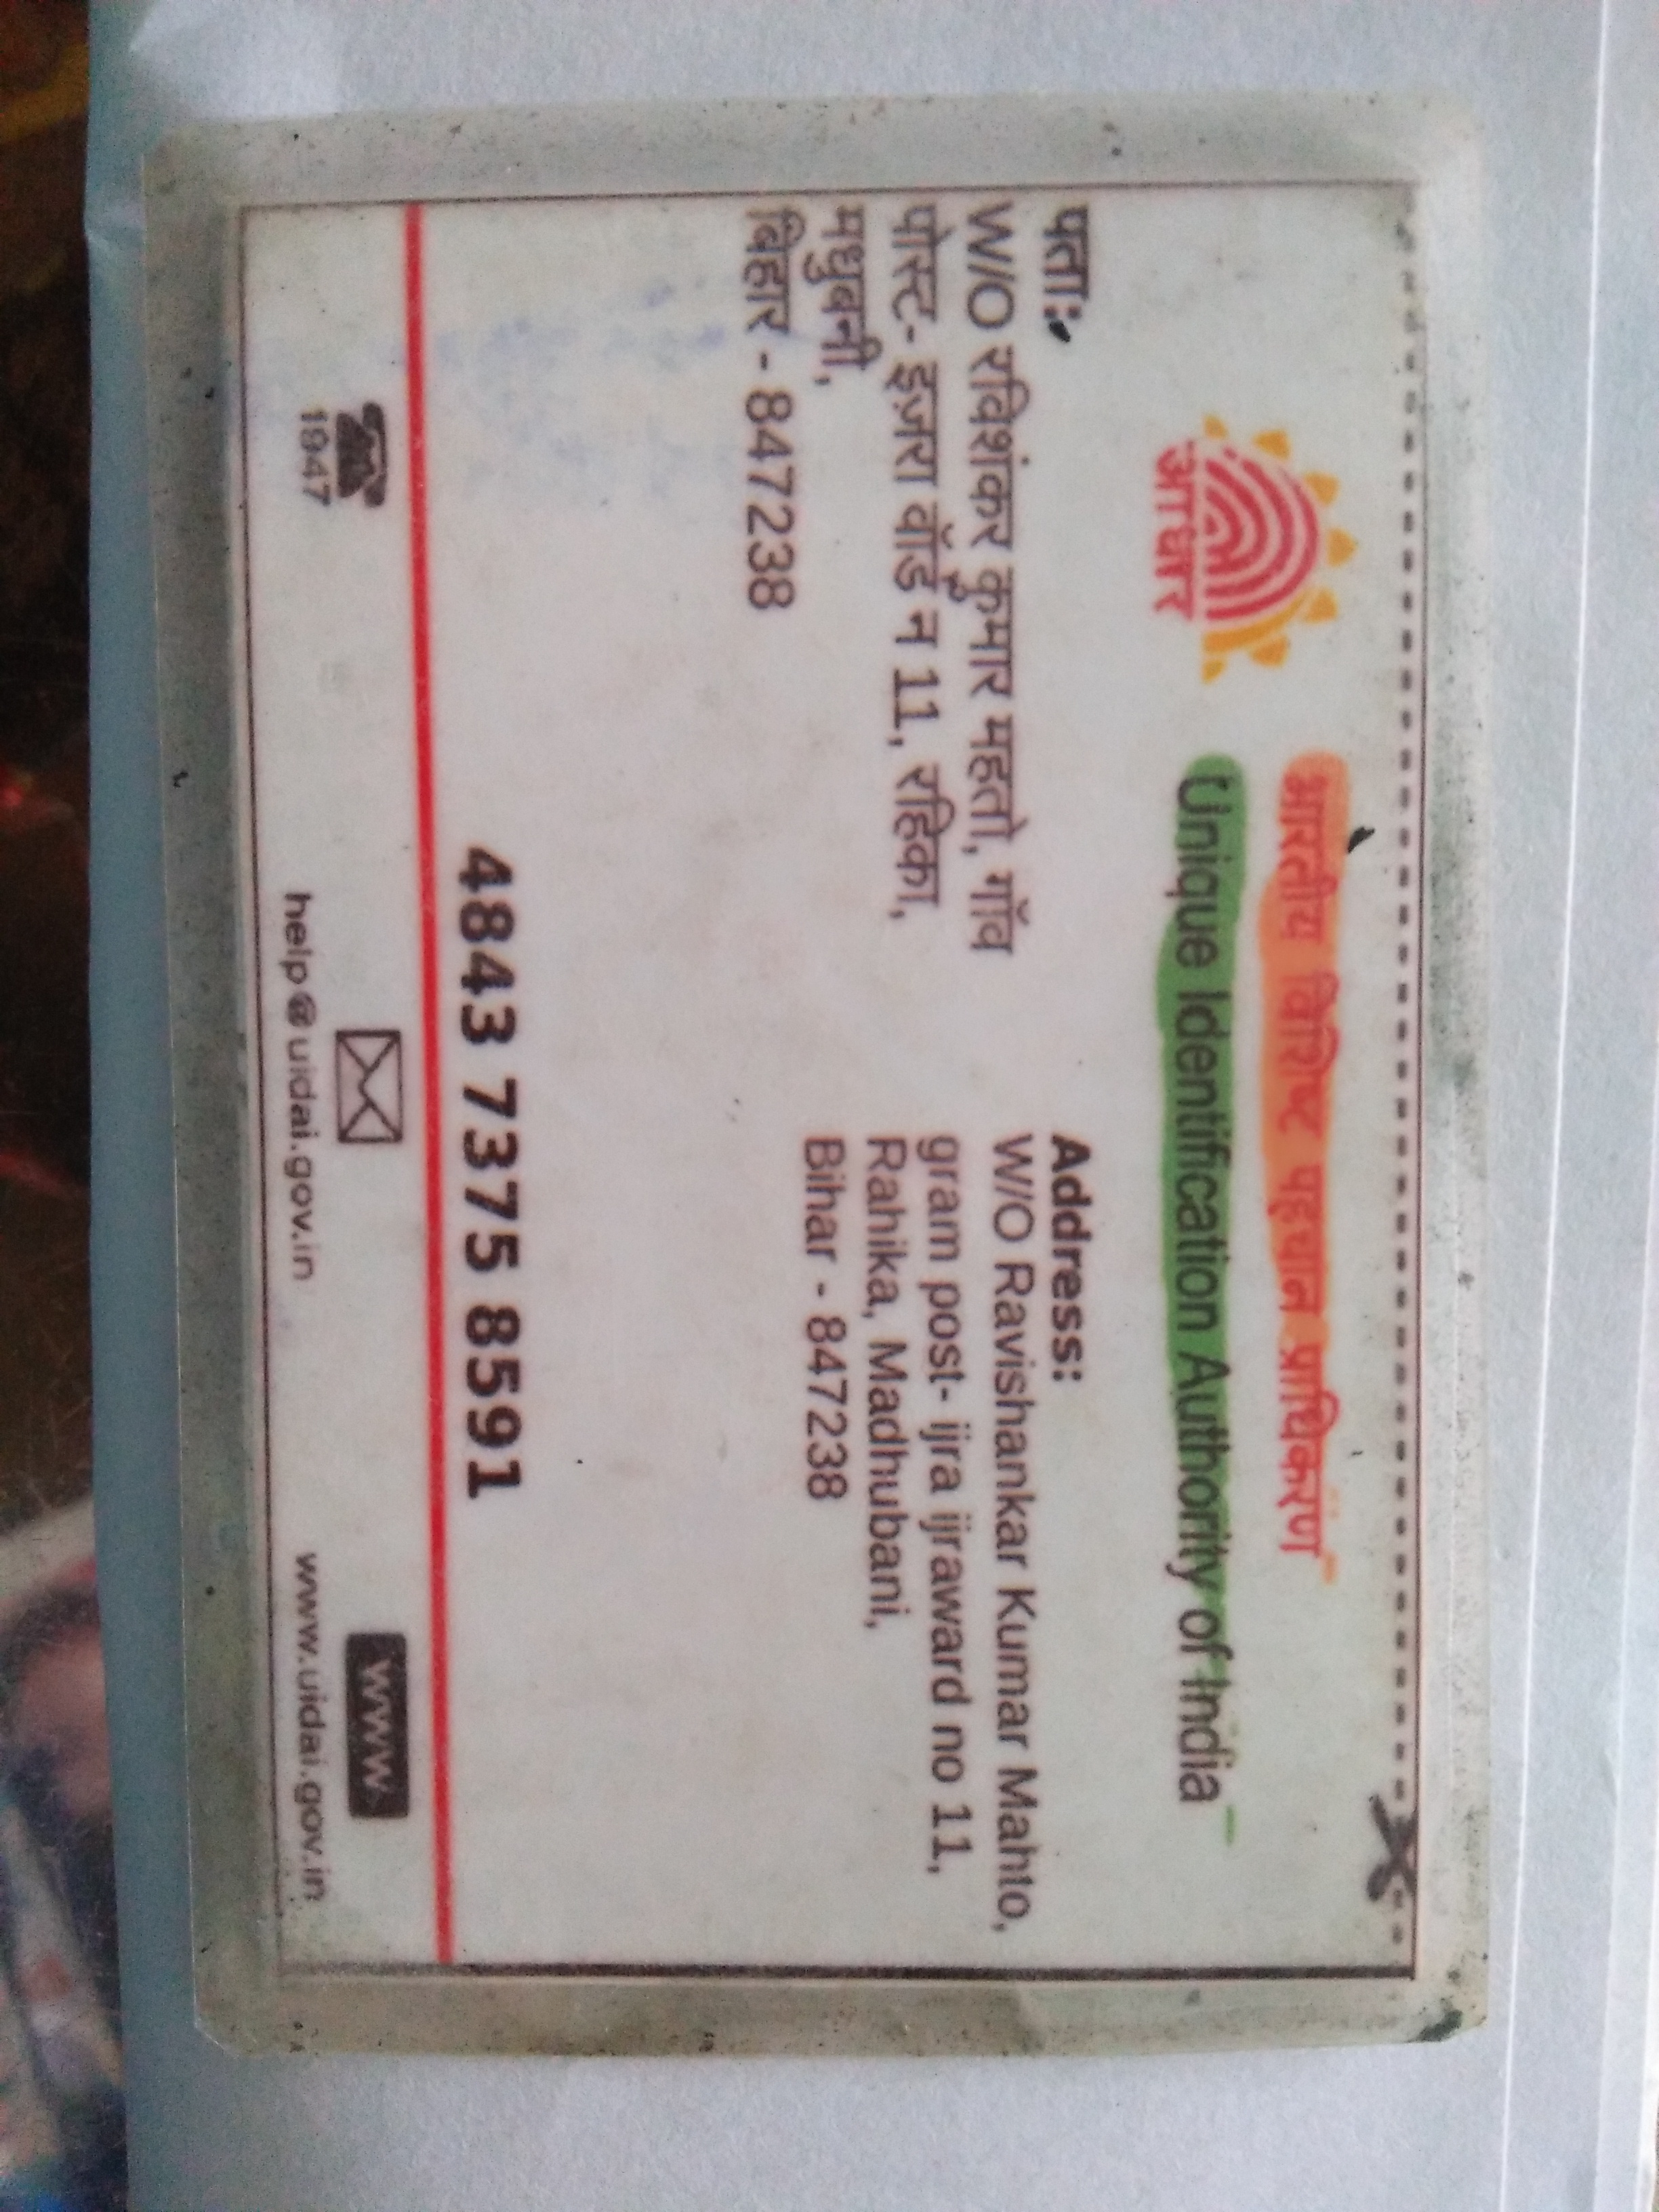 भारतीय विशिष्ट पहचान प्राधिकरण
Unique Identification Authority of India
आधार
पताः
W/O रविशंकर कुमार महतो, गॉव
पोस्ट- इज़रा वॉर्ड न 11, रहिका,
मधुबनी,
बिहार - 847238
Address:
W/O Ravishankar Kumar Mahto,
gram post- ijra ijraward no 11,
Rahika, Madhubani,
Bihar - 847238
4843 7375 8591
1947
help@uidai.gov.in
www
www.uidai.gov.in